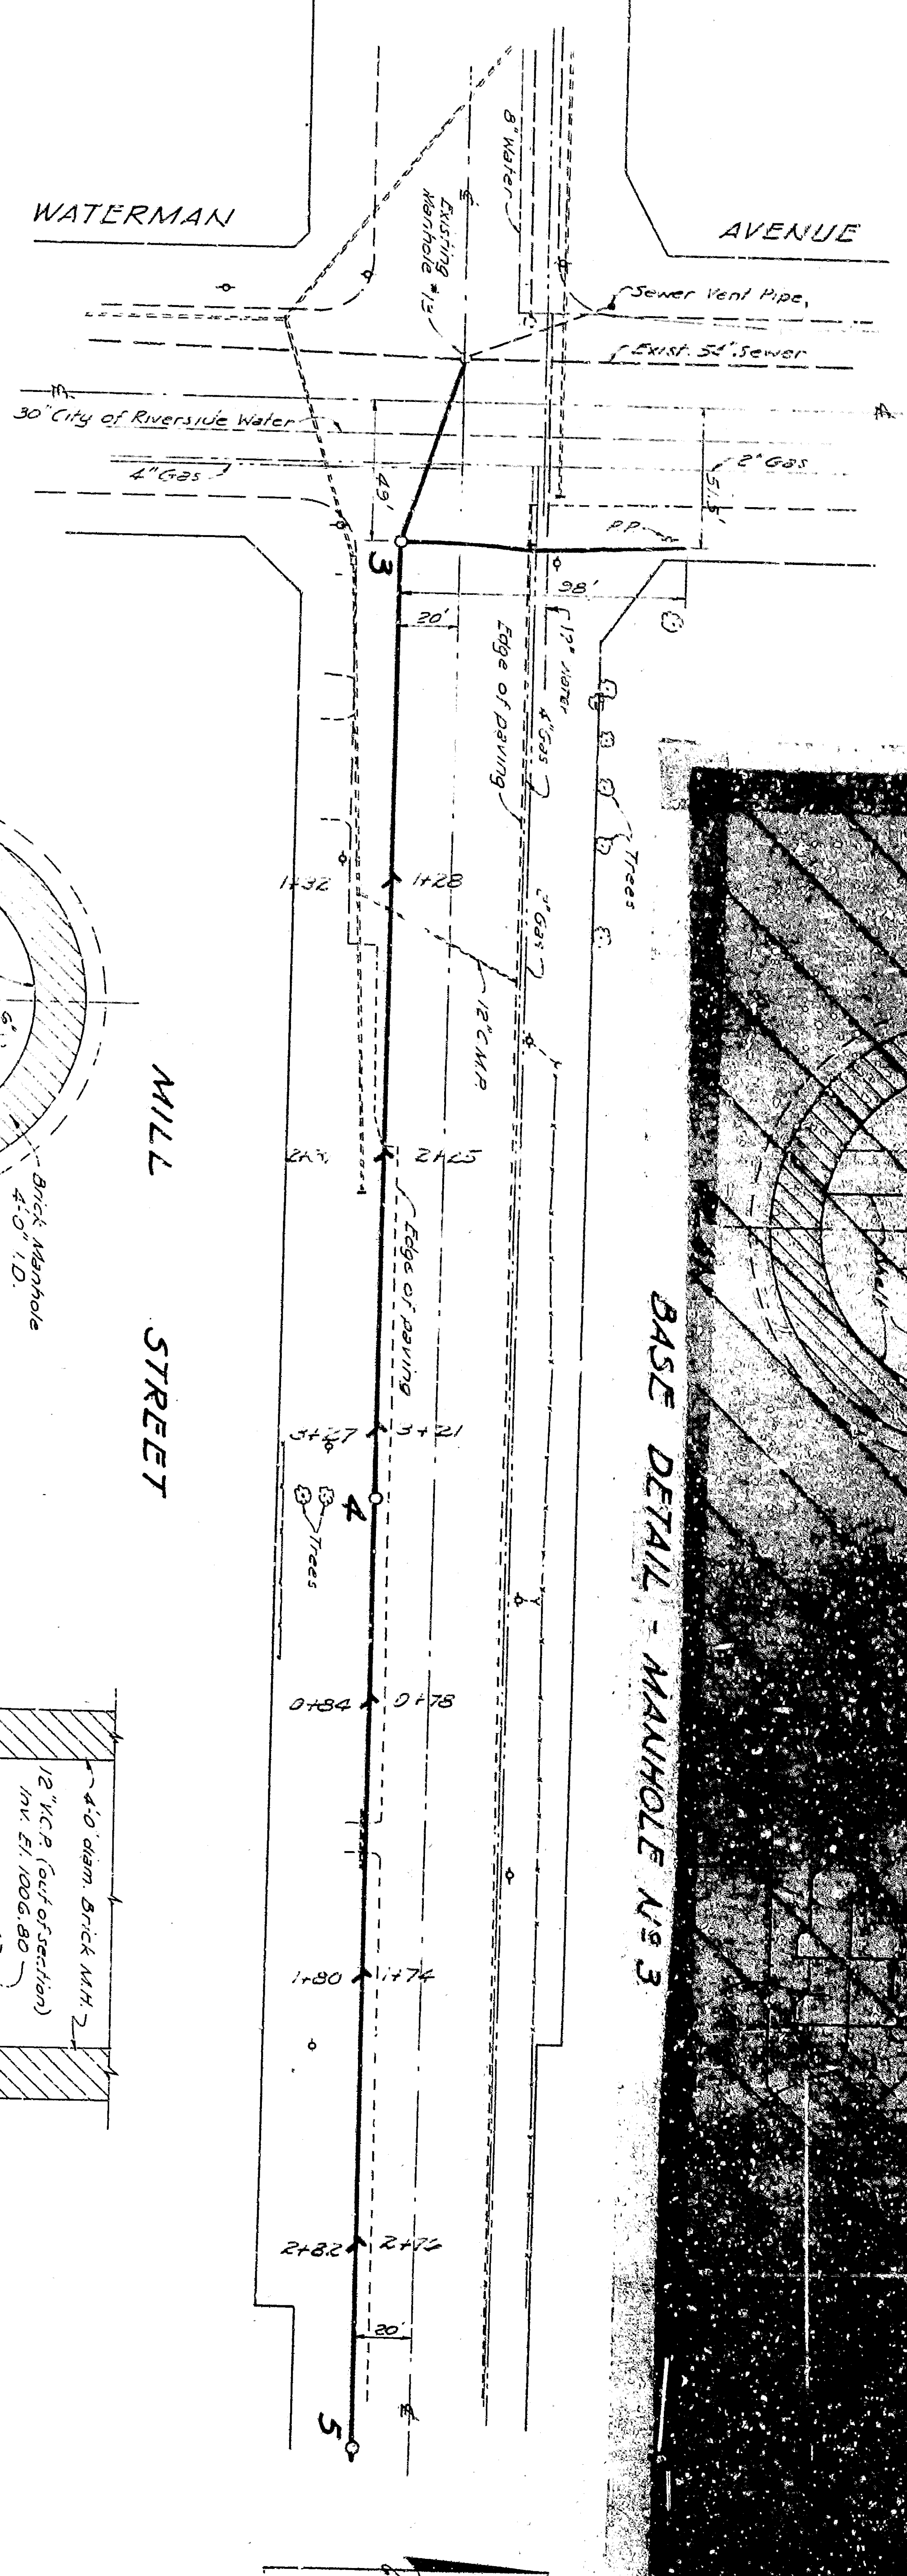 WATERMAN
AVENUE
8" Water
Existing
Manhole
Sewer Vent Pipe,
Exist. 54" Sewer
30" City of Riverside Water
4" Gas
2" Gas
49'
51.5'
P.P.
3
98'
20'
12" Water
4" Gas
Edge of paving
Trees
1+32
1+28
2" Gas
12" C.M.P.
MILL STREET
2+25
Edge of paving
Brick Manhole
4'-0" I.D.
6"
Shelf
BASE DETAIL - MANHOLE Nº 3
3+27
3+21
4
Trees
0+84
0+78
4'-0" diam. Brick M.H.
12" V.C.P. (out of section)
Inv. El. 1006.80
1+80
1+74
2+82
2+76
20'
5